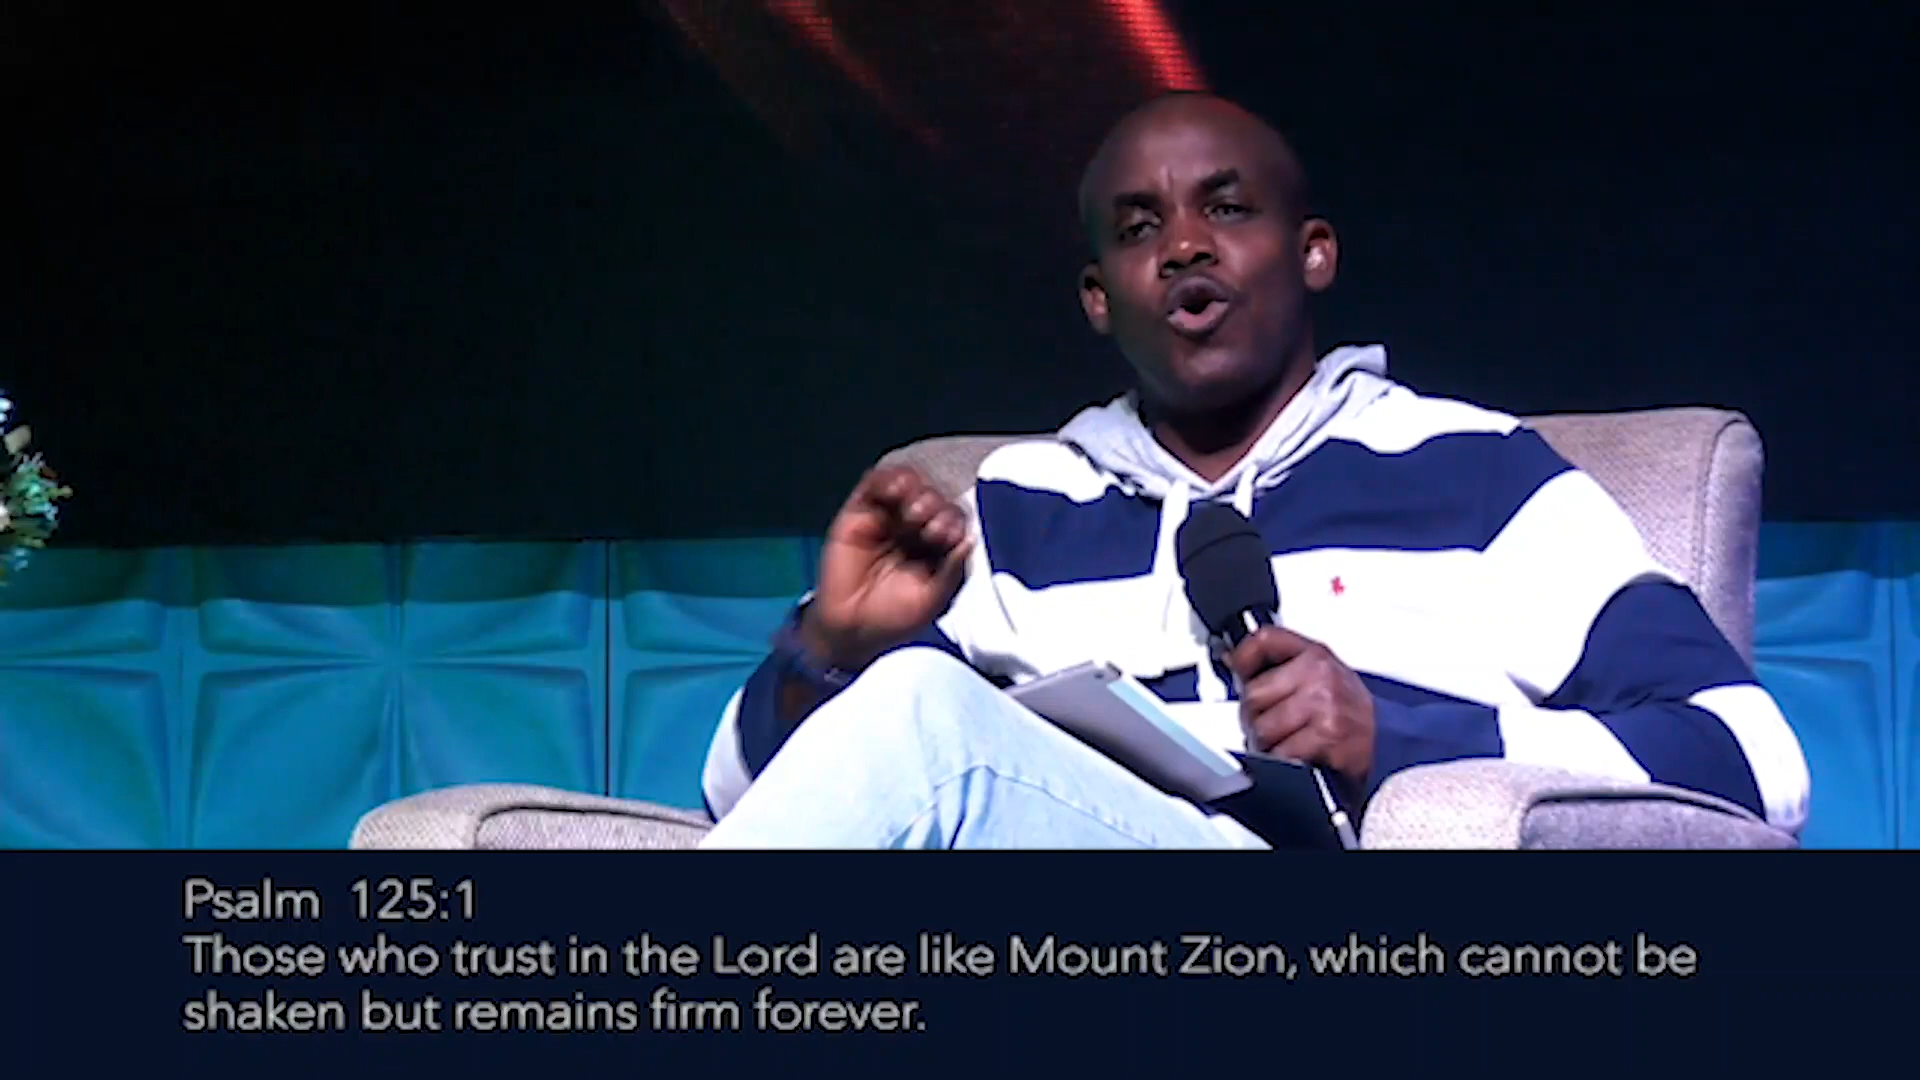 Psalm 125:1
Those who trust in the Lord are like Mount Zion, which cannot be
shaken but remains firm forever.